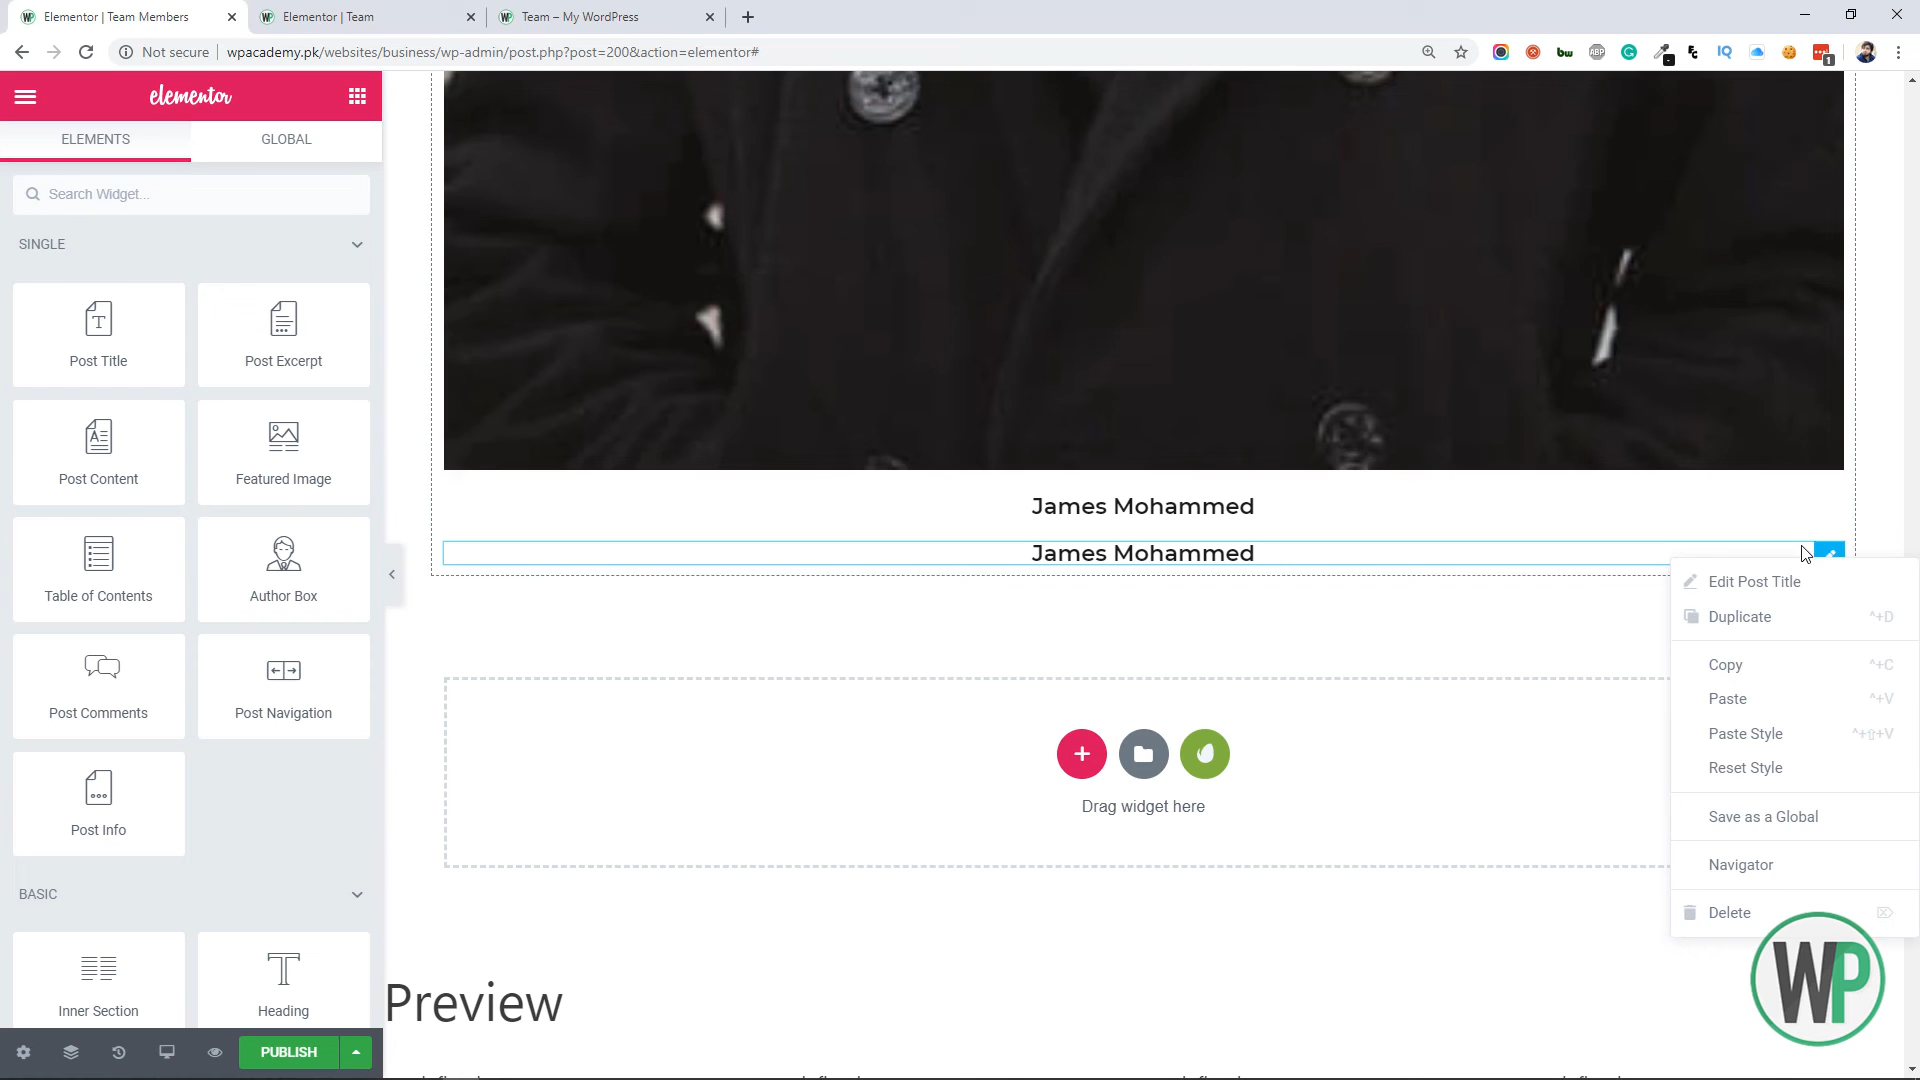 Elementor | Team Members
Elementor | Team
Team – My WordPress
Not secure
wpacademy.pk/websites/business/wp-admin/post.php?post=200&action=elementor#
bw
ABP
IQ
1
elementor
ELEMENTS
GLOBAL
Search Widget...
SINGLE
Post Title
Post Excerpt
Post Content
Featured Image
Table of Contents
Author Box
Post Comments
Post Navigation
Post Info
BASIC
Inner Section
Heading
PUBLISH
James Mohammed
James Mohammed
Edit Post Title
Duplicate ^+D
Copy ^+C
Paste ^+V
Paste Style ^+⇧+V
Reset Style
Save as a Global
Navigator
Delete ⌦
Drag widget here
Preview
WP